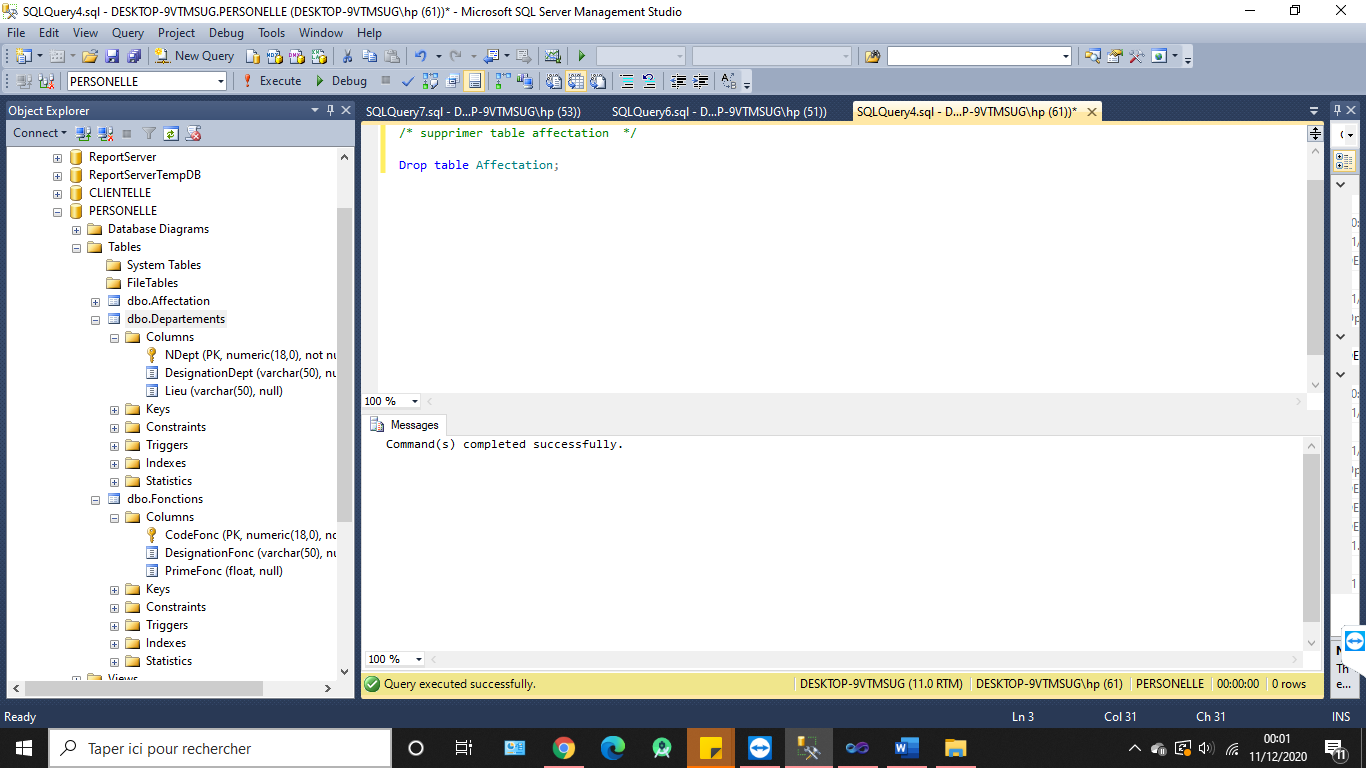 SQLQuery4.sql - DESKTOP-9VTMSUG.PERSONELLE (DESKTOP-9VTMSUG\hp (61))* - Microsoft SQL Server Management Studio
File Edit View Query Project Debug Tools Window Help
New Query
PERSONELLE Execute Debug
Object Explorer
Connect
ReportServer
ReportServerTempDB
CLIENTELLE
PERSONELLE
Database Diagrams
Tables
System Tables
FileTables
dbo.Affectation
dbo.Departements
Columns
NDept (PK, numeric(18,0), not nu
DesignationDept (varchar(50), nu
Lieu (varchar(50), null)
Keys
Constraints
Triggers
Indexes
Statistics
dbo.Fonctions
Columns
CodeFonc (PK, numeric(18,0), nc
DesignationFonc (varchar(50), nu
PrimeFonc (float, null)
Keys
Constraints
Triggers
Indexes
Statistics
Views
SQLQuery7.sql - D...P-9VTMSUG\hp (53)) SQLQuery6.sql - D...P-9VTMSUG\hp (51)) SQLQuery4.sql - D...P-9VTMSUG\hp (61))*
/* supprimer table affectation */
Drop table Affectation;
100 %
Messages
Command(s) completed successfully.
100 %
Query executed successfully. DESKTOP-9VTMSUG (11.0 RTM) DESKTOP-9VTMSUG\hp (61) PERSONELLE 00:00:00 0 rows
Th
e...
Ready Ln 3 Col 31 Ch 31 INS
Taper ici pour rechercher
00:01
11/12/2020
11